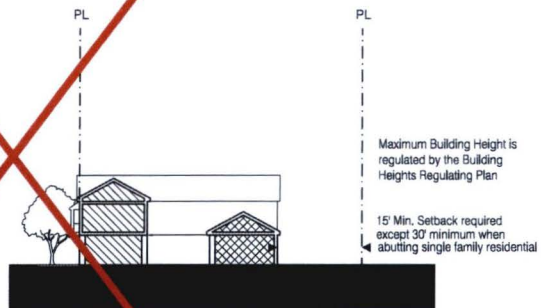 PL
PL
Maximum Building Height is
regulated by the Building
Heights Regulating Plan
15' Min. Setback required
except 30' minimum when
abutting single family residential